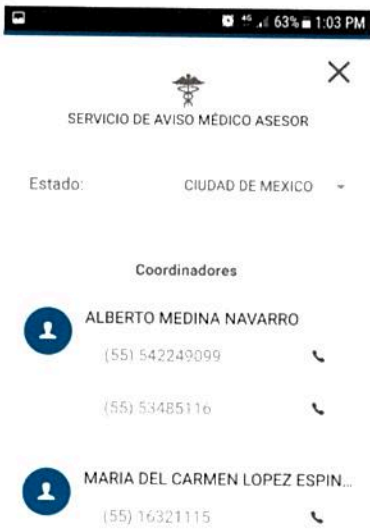 4G 63% 1:03 PM
SERVICIO DE AVISO MÉDICO ASESOR
Estado: CIUDAD DE MEXICO
Coordinadores
ALBERTO MEDINA NAVARRO
(55) 542249099
(55) 53485116
MARIA DEL CARMEN LOPEZ ESPIN...
(55) 16321115